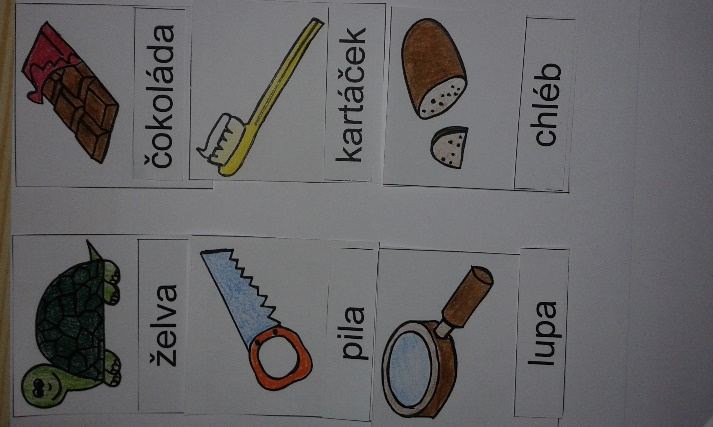 želva
čokoláda
pila
kartáček
lupa
chléb